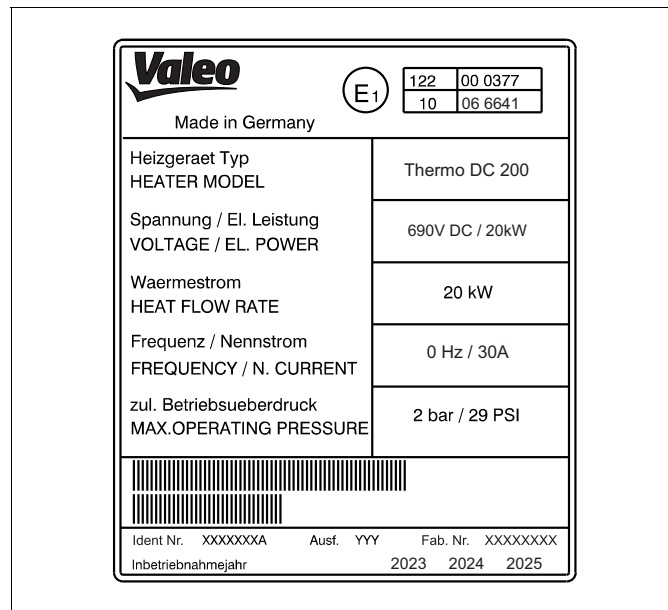 Valeo
Made in Germany
E1
122 00 0377
10 06 6641
Heizgeraet Typ
HEATER MODEL
Thermo DC 200
Spannung / El. Leistung
VOLTAGE / EL. POWER
690V DC / 20kW
Waermestrom
HEAT FLOW RATE
20 kW
Frequenz / Nennstrom
FREQUENCY / N. CURRENT
0 Hz / 30A
zul. Betriebsueberdruck
MAX.OPERATING PRESSURE
2 bar / 29 PSI
Ident Nr. XXXXXXXA Ausf. YYY Fab. Nr. XXXXXXXX
Inbetriebnahmejahr 2023 2024 2025